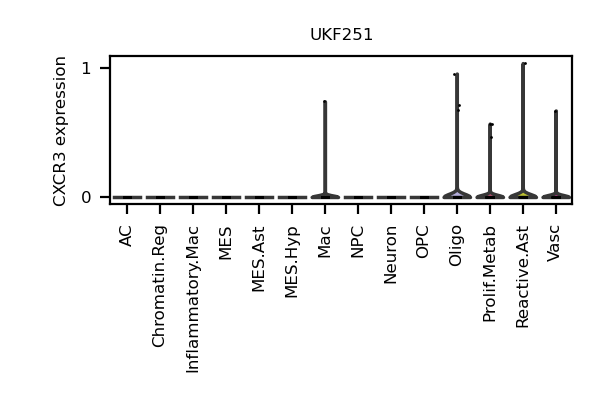 UKF251
CXCR3 expression
1
0
AC
Chromatin.Reg
Inflammatory.Mac
MES
MES.Ast
MES.Hyp
Mac
NPC
Neuron
OPC
Oligo
Prolif.Metab
Reactive.Ast
Vasc